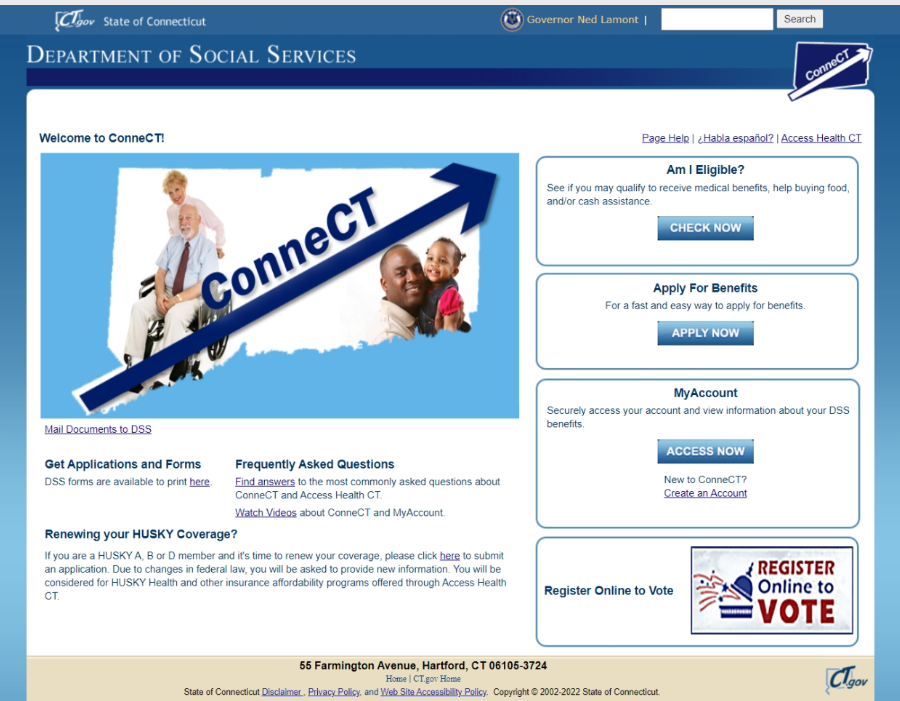 CT.gov State of Connecticut
Governor Ned Lamont |
Search
DEPARTMENT OF SOCIAL SERVICES
ConneCT
Welcome to ConneCT!
Page Help | ¿Habla español? | Access Health CT
ConneCT
Mail Documents to DSS
Get Applications and Forms
DSS forms are available to print here.
Frequently Asked Questions
Find answers to the most commonly asked questions about
ConneCT and Access Health CT.
Watch Videos about ConneCT and MyAccount.
Renewing your HUSKY Coverage?
If you are a HUSKY A, B or D member and it's time to renew your coverage, please click here to submit
an application. Due to changes in federal law, you will be asked to provide new information. You will be
considered for HUSKY Health and other insurance affordability programs offered through Access Health
CT.
Am I Eligible?
See if you may qualify to receive medical benefits, help buying food,
and/or cash assistance.
CHECK NOW
Apply For Benefits
For a fast and easy way to apply for benefits.
APPLY NOW
MyAccount
Securely access your account and view information about your DSS
benefits.
ACCESS NOW
New to ConneCT?
Create an Account
Register Online to Vote
REGISTER
Online to
VOTE
55 Farmington Avenue, Hartford, CT 06105-3724
Home | CT.gov Home
State of Connecticut Disclaimer , Privacy Policy, and Web Site Accessibility Policy. Copyright © 2002-2022 State of Connecticut.
CT.gov